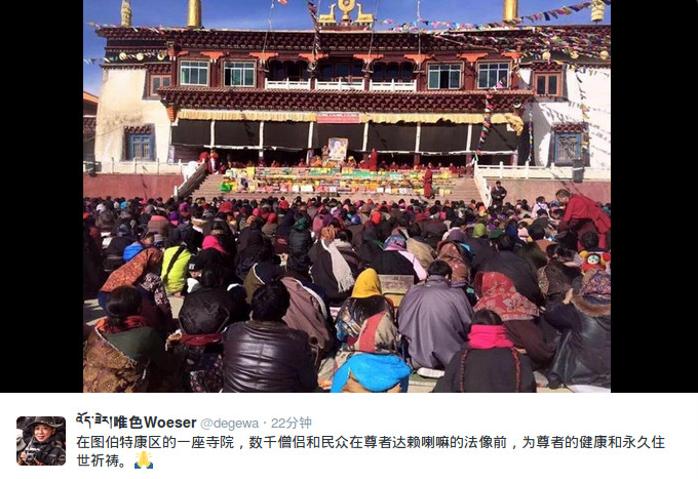 འོད་ཟེར།唯色Woeser @degewa · 22分钟
在图伯特康区的一座寺院，数千僧侣和民众在尊者达赖喇嘛的法像前，为尊者的健康和永久住
世祈祷。🙏